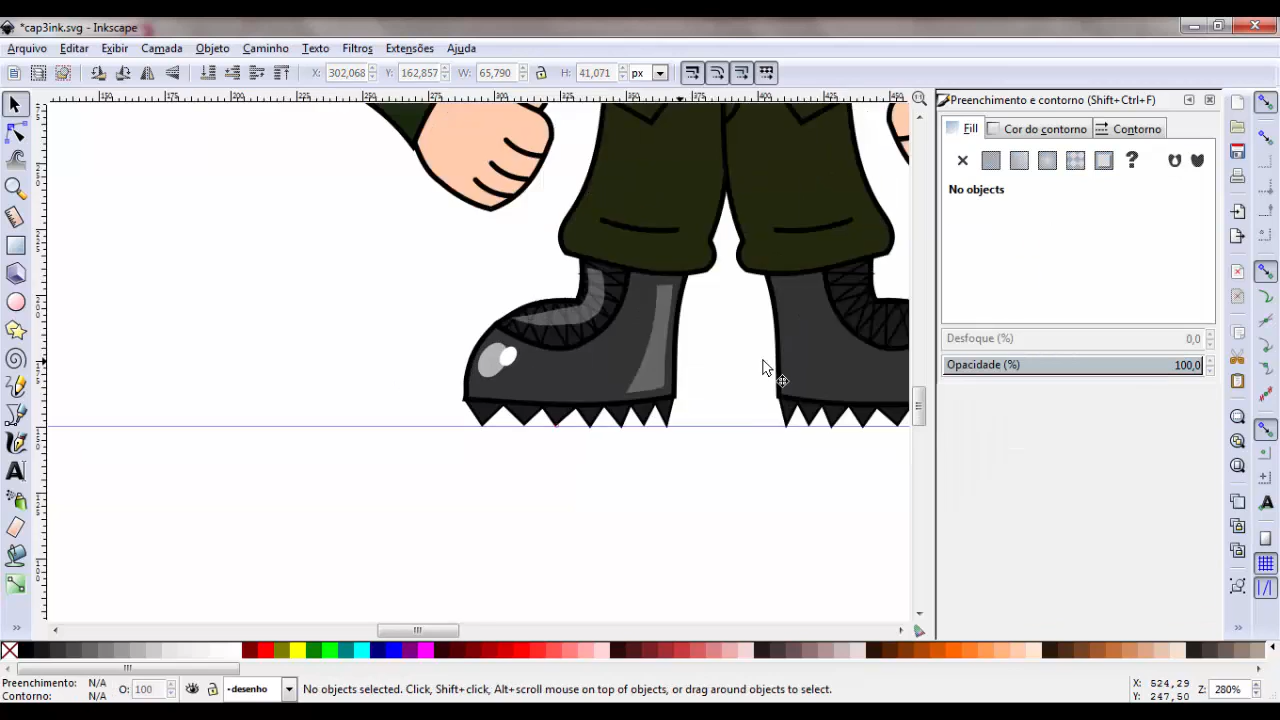 *cap3ink.svg - Inkscape
Arquivo Editar Exibir Camada Objeto Caminho Texto Filtros Extensões Ajuda
X: 302,068 Y: 162,857 W: 65,790 H: 41,071 px
Preenchimento e contorno (Shift+Ctrl+F)
Fill Cor do contorno Contorno
No objects
Desfoque (%) 0,0
Opacidade (%) 100,0
Preenchimento: N/A
Contorno: N/A
O: 100
desenho
No objects selected. Click, Shift+click, Alt+scroll mouse on top of objects, or drag around objects to select.
X: 524,29
Y: 247,50
Z: 280%